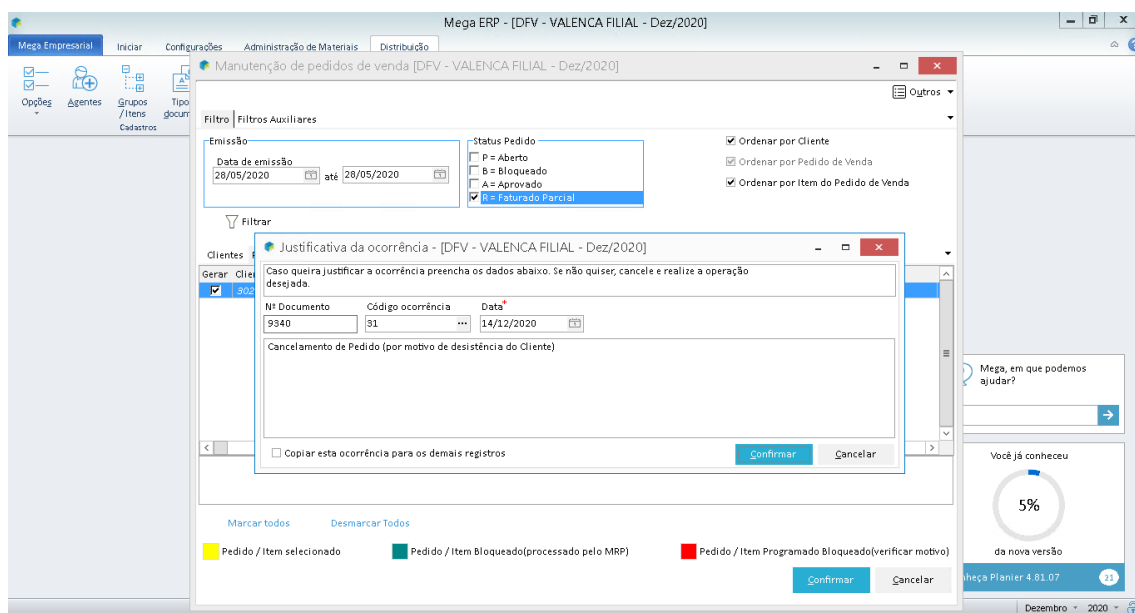 Mega ERP - [DFV - VALENCA FILIAL - Dez/2020]
Mega Empresarial Iniciar Configurações Administração de Materiais Distribuição
Opções Agentes Grupos / Itens Tipo docum
Cadastros
Manutenção de pedidos de venda [DFV - VALENCA FILIAL - Dez/2020]
Outros
Filtro Filtros Auxiliares
Emissão
Data de emissão
28/05/2020 até 28/05/2020
Status Pedido
P = Aberto
B = Bloqueado
A = Aprovado
R = Faturado Parcial
Ordenar por Cliente
Ordenar por Pedido de Venda
Ordenar por Item do Pedido de Venda
Filtrar
Clientes
Gerar Clie
302
Justificativa da ocorrência - [DFV - VALENCA FILIAL - Dez/2020]
Caso queira justificar a ocorrência preencha os dados abaixo. Se não quiser, cancele e realize a operação
desejada.
Nº Documento Código ocorrência Data*
9340 31 ... 14/12/2020
Cancelamento de Pedido (por motivo de desistência do Cliente)
Copiar esta ocorrência para os demais registros
Confirmar Cancelar
Marcar todos Desmarcar Todos
Pedido / Item selecionado Pedido / Item Bloqueado(processado pelo MRP) Pedido / Item Programado Bloqueado(verificar motivo)
Confirmar Cancelar
Mega, em que podemos
ajudar?
Você já conheceu
5%
da nova versão
heça Planier 4.81.07 21
Dezembro 2020